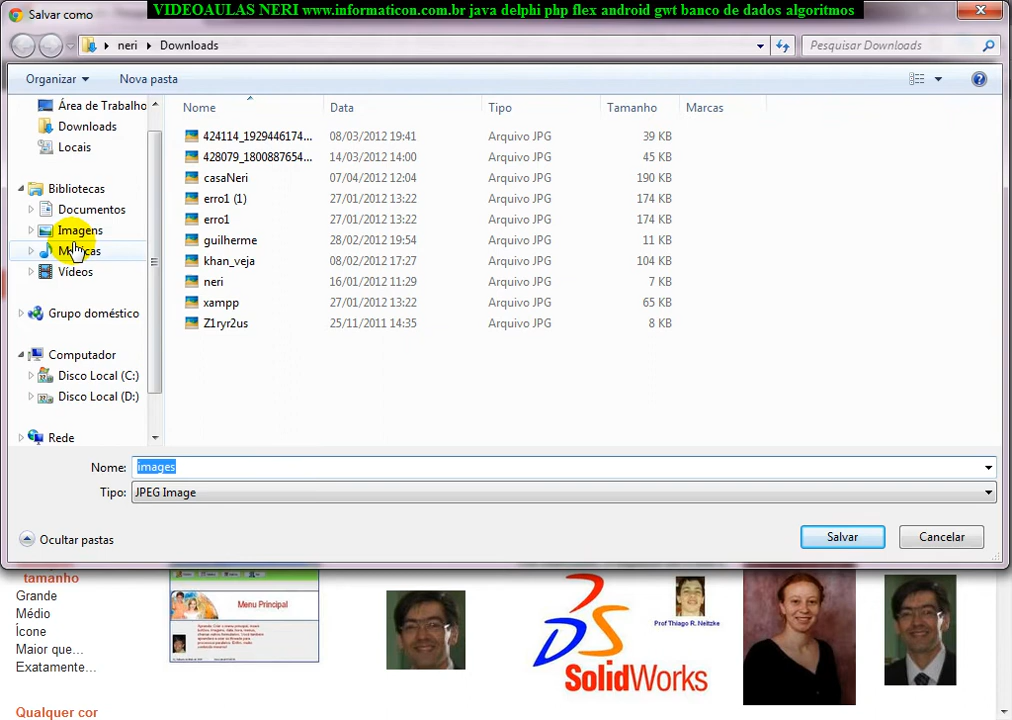 VIDEOAULAS NERI www.informaticon.com.br java delphi php flex android gwt banco de dados algoritmos
Salvar como
neri Downloads
Pesquisar Downloads
Organizar Nova pasta
Área de Trabalho
Downloads
Locais
Bibliotecas
Documentos
Imagens
Vídeos
Grupo doméstico
Computador
Disco Local (C:)
Disco Local (D:)
Rede
Nome Data Tipo Tamanho Marcas
424114_1929446174... 08/03/2012 19:41 Arquivo JPG 39 KB
428079_1800887654... 14/03/2012 14:00 Arquivo JPG 45 KB
casaNeri 07/04/2012 12:04 Arquivo JPG 190 KB
erro1 (1) 27/01/2012 13:22 Arquivo JPG 174 KB
erro1 27/01/2012 13:22 Arquivo JPG 174 KB
guilherme 28/02/2012 19:54 Arquivo JPG 11 KB
khan_veja 08/02/2012 17:27 Arquivo JPG 104 KB
neri 16/01/2012 11:29 Arquivo JPG 7 KB
xampp 27/01/2012 13:22 Arquivo JPG 65 KB
Z1ryr2us 25/11/2011 14:35 Arquivo JPG 8 KB
Nome: images
Tipo: JPEG Image
Ocultar pastas
Salvar Cancelar
tamanho
Grande
Médio
Ícone
Maior que...
Exatamente...
Qualquer cor
Menu Principal
Prof Thiago R. Neitzke
SolidWorks